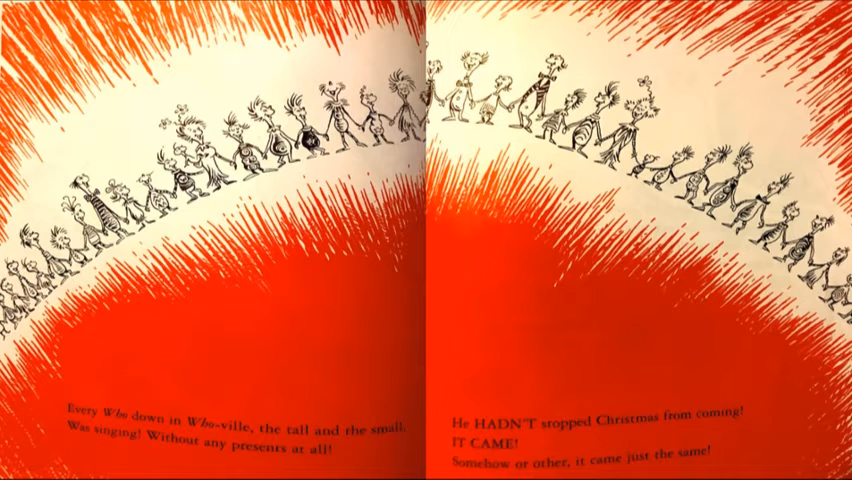 Every Who down in Who-ville, the tall and the small,
Was singing! Without any presents at all!
He HADN'T stopped Christmas from coming!
IT CAME!
Somehow or other, it came just the same!